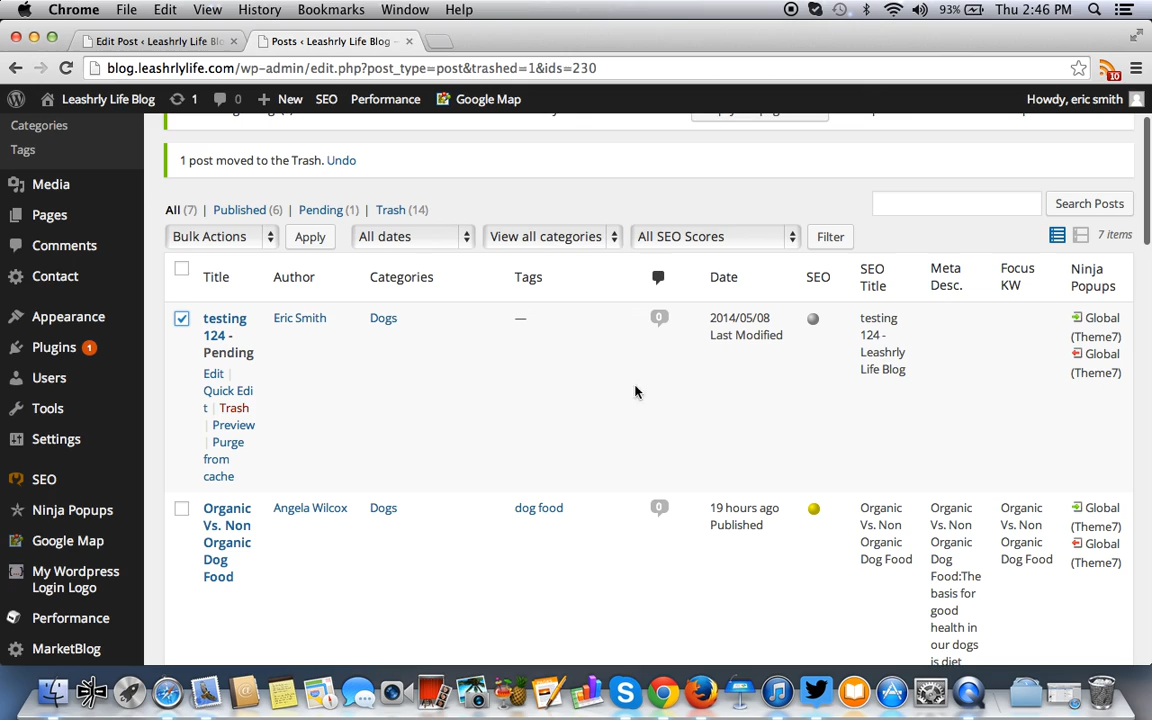 Chrome File Edit View History Bookmarks Window Help 93% Thu 2:46 PM
Edit Post ‹ Leashrly Life Blo
Posts ‹ Leashrly Life Blog –
blog.leashrlylife.com/wp-admin/edit.php?post_type=post&trashed=1&ids=230
10
Leashrly Life Blog 1 0 New SEO Performance Google Map Howdy, eric smith
Categories
Tags
Media
Pages
Comments
Contact
Appearance
Plugins 1
Users
Tools
Settings
SEO
Ninja Popups
Google Map
My Wordpress
Login Logo
Performance
MarketBlog
1 post moved to the Trash. Undo
All (7) | Published (6) | Pending (1) | Trash (14)
Search Posts
Bulk Actions Apply All dates View all categories All SEO Scores Filter 7 items
Title Author Categories Tags Date SEO SEO Title Meta Desc. Focus KW Ninja Popups
testing
124 -
Pending
Edit |
Quick Edi
t | Trash
| Preview
| Purge
from
cache
Eric Smith
Dogs
—
0
2014/05/08
Last Modified
testing
124 -
Leashrly
Life Blog
Global
(Theme7)
Global
(Theme7)
Organic
Vs. Non
Organic
Dog
Food
Angela Wilcox
Dogs
dog food
0
19 hours ago
Published
Organic
Vs. Non
Organic
Dog Food
Organic
Vs. Non
Organic
Dog
Food:The
basis for
good
health in
our dogs
is diet
Organic
Vs. Non
Organic
Dog Food
Global
(Theme7)
Global
(Theme7)